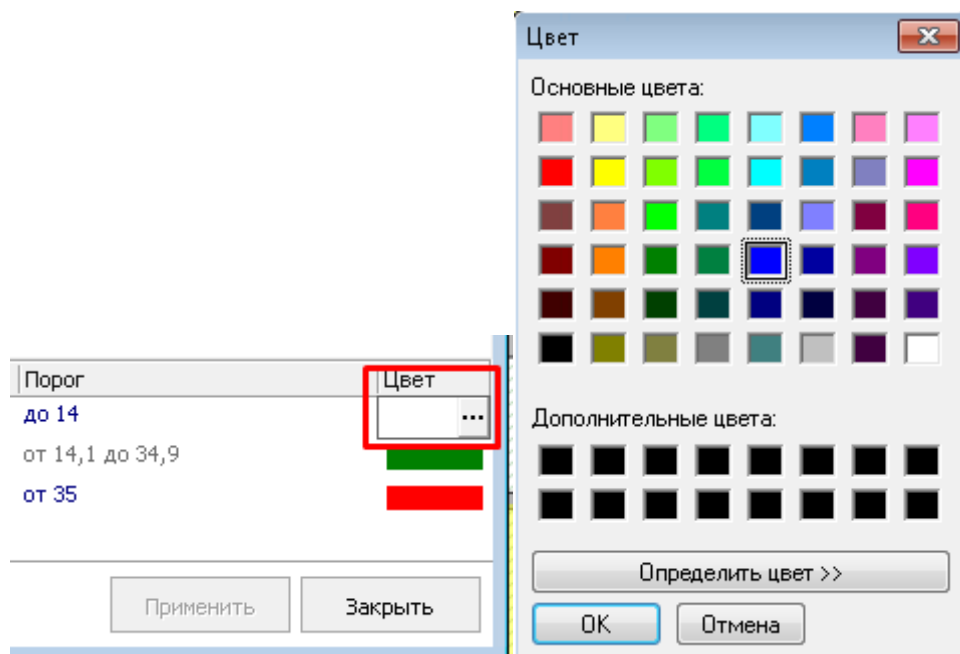 Порог Цвет
до 14 ...
от 14,1 до 34,9
от 35
Применить Закрыть
Цвет
Основные цвета:
Дополнительные цвета:
Определить цвет >>
OK Отмена